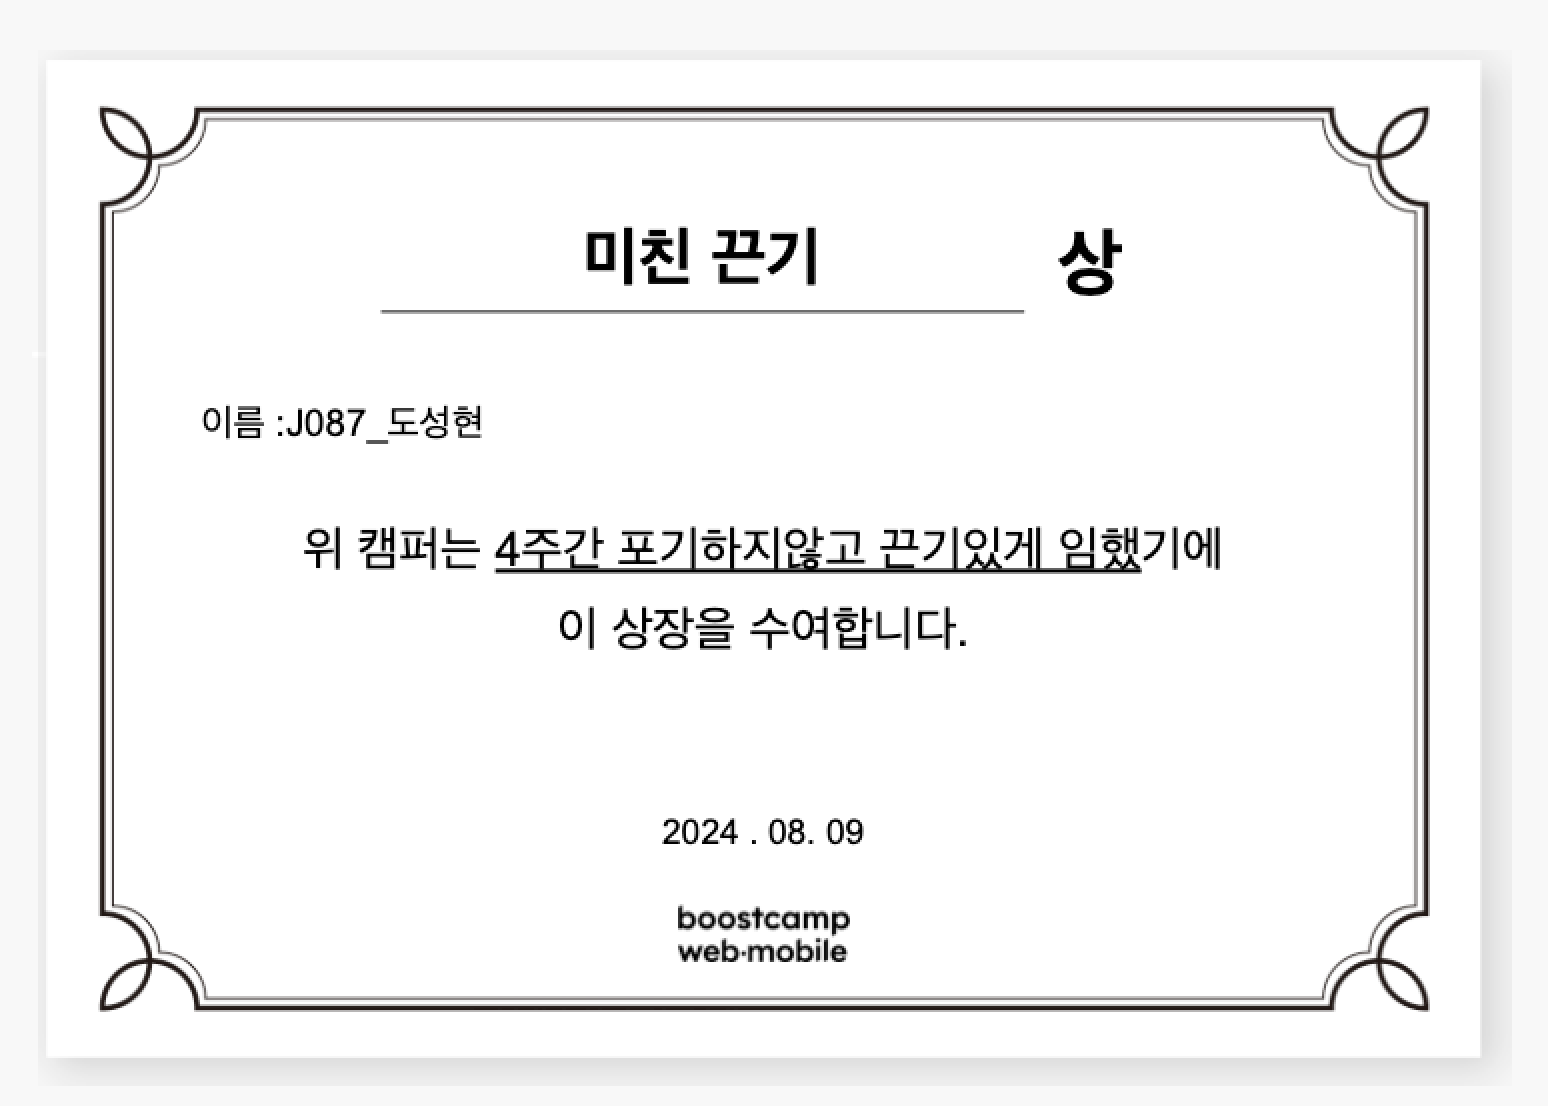 미친 끈기 상
이름 :J087_도성현
위 캠퍼는 4주간 포기하지않고 끈기있게 임했기에
이 상장을 수여합니다.
2024 . 08. 09
boostcamp
web·mobile